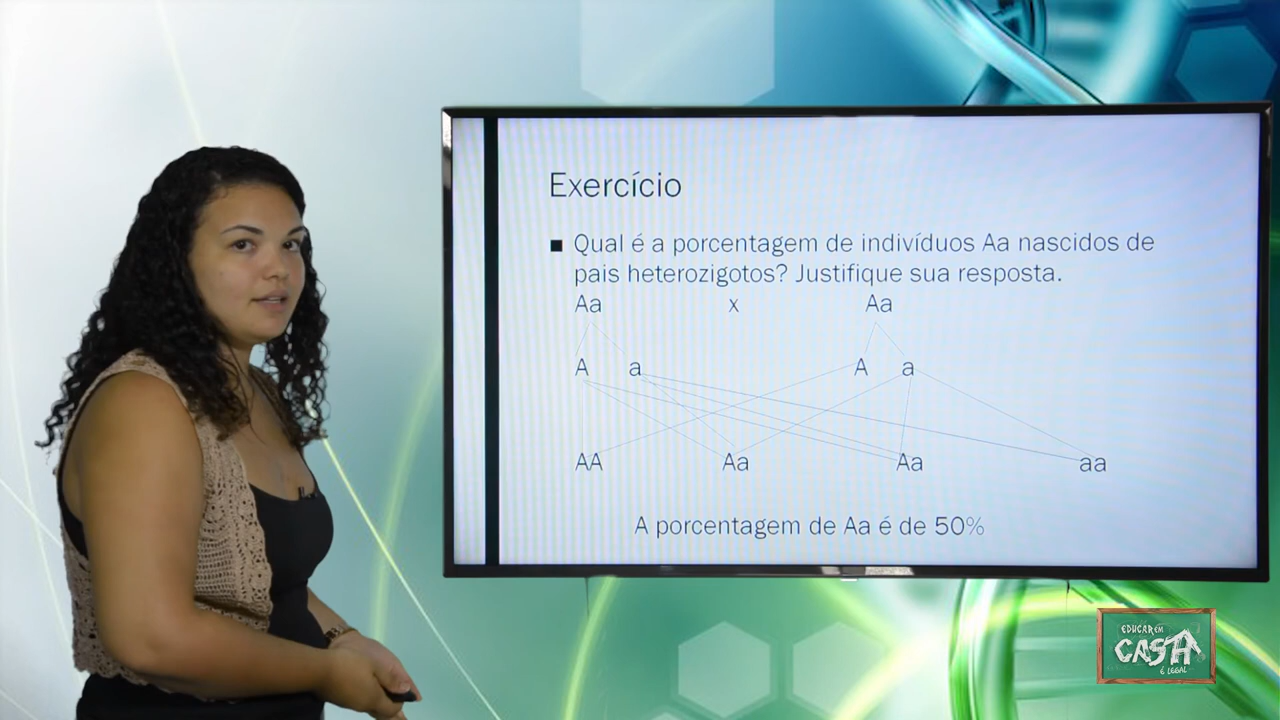 Exercício
■ Qual é a porcentagem de indivíduos Aa nascidos de
pais heterozigotos? Justifique sua resposta.
Aa x Aa
A a A a
AA Aa Aa aa
A porcentagem de Aa é de 50%
EDUCAR EM
CASA
É LEGAL